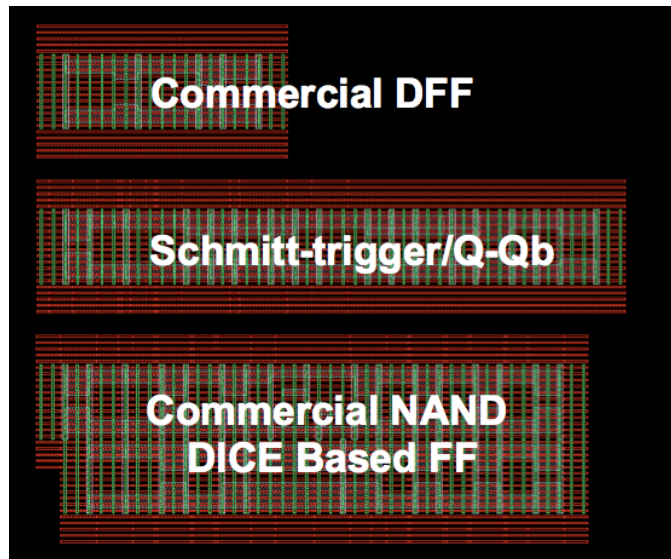 Commercial DFF
Schmitt-trigger/Q-Qb
Commercial NAND
DICE Based FF